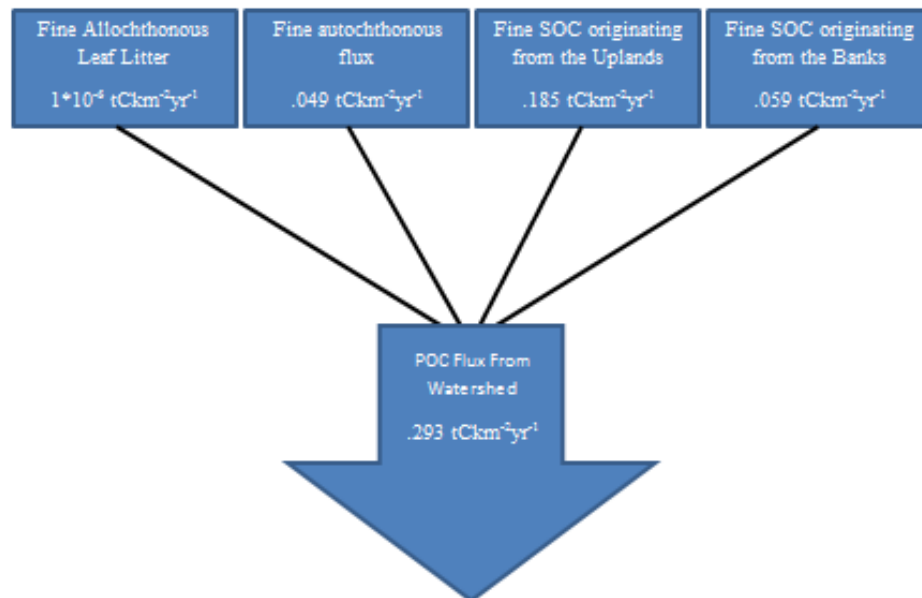 Fine Allochthonous
Leaf Litter
1*10⁻⁶ tCkm⁻²yr⁻¹
Fine autochthonous
flux
.049 tCkm⁻²yr⁻¹
Fine SOC originating
from the Uplands
.185 tCkm⁻²yr⁻¹
Fine SOC originating
from the Banks
.059 tCkm⁻²yr⁻¹
POC Flux From
Watershed
.293 tCkm⁻²yr⁻¹